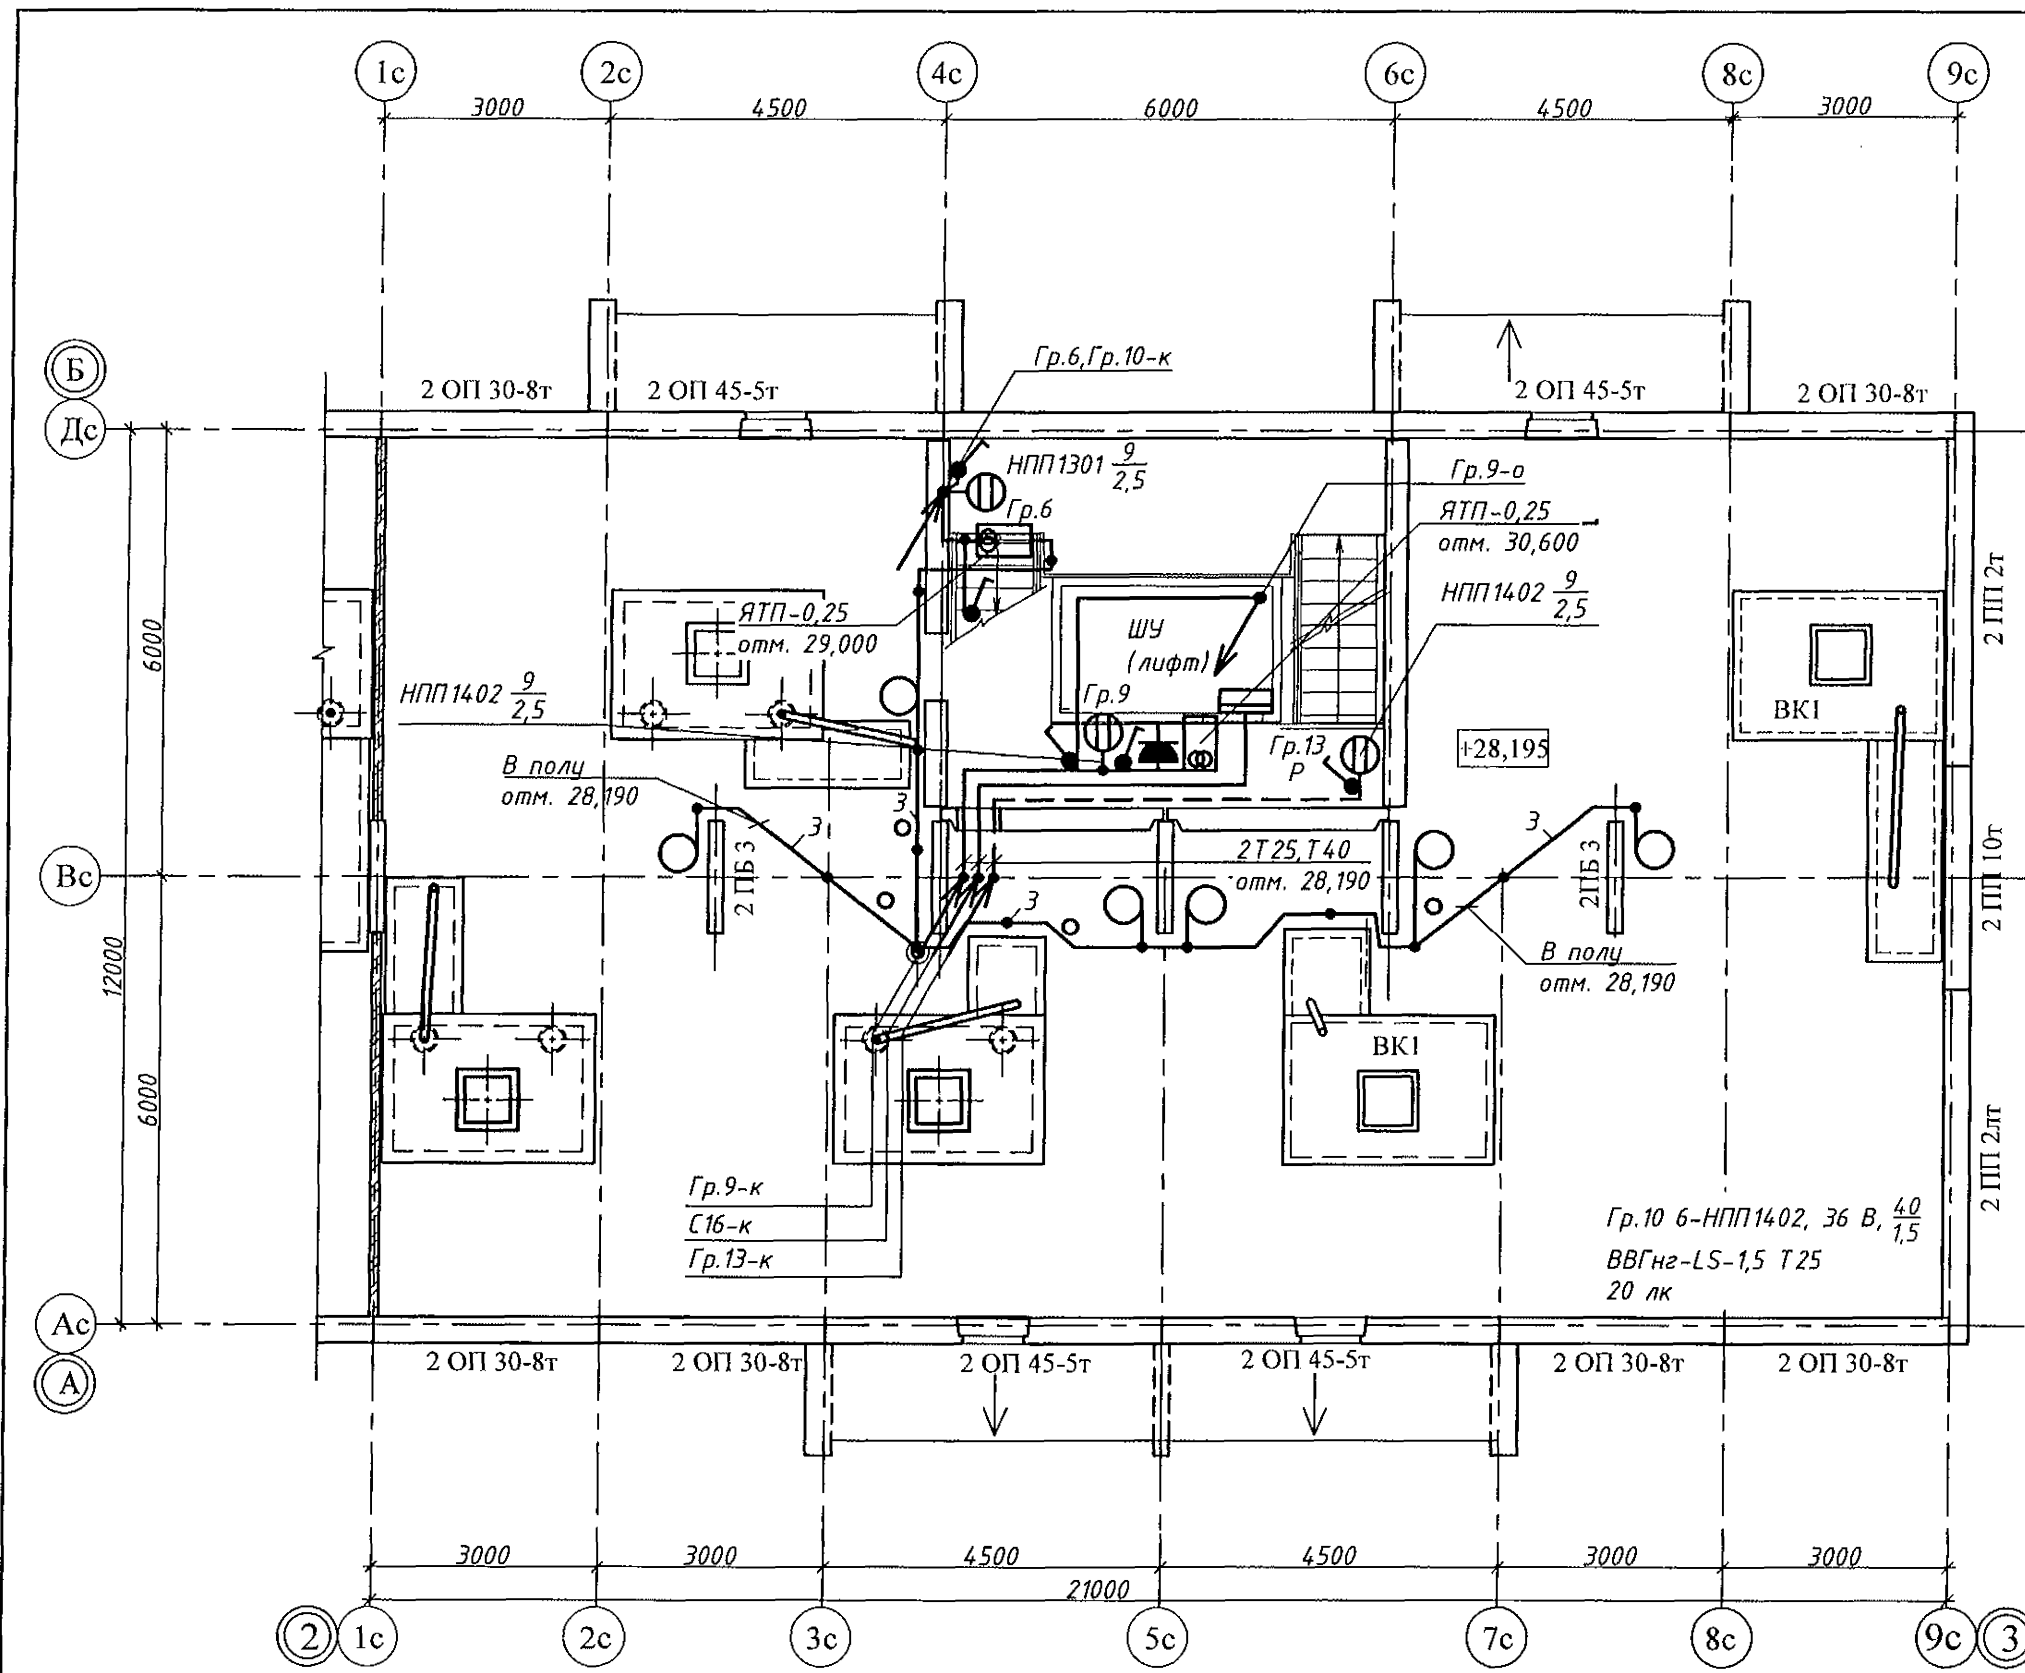 1с 2с 4с 6с 8с 9с
3000 4500 6000 4500 3000
Гр.6,Гр.10-к
Б
2 ОП 30-8т 2 ОП 45-5т 2 ОП 45-5т 2 ОП 30-8т
Дс
НПП1301 9/2,5
Гр.9-о
Гр.6
ЯТП-0,25
отм. 30,600
НПП1402 9/2,5
2 ПП 2т
ЯТП-0,25
отм. 29,000
ШУ
(лифт)
6000
НПП1402 9/2,5
Гр.9
ВК1
Гр.13
Р
+28,195
В полу
отм. 28,190
3
3
3
2Т25,Т40
отм. 28,190
2 ПБ 3
2ПБ 3
2 ПП 10т
Вс
3
12000
В полу
отм. 28,190
6000
ВК1
2 ПП 2лт
Гр.9-к
С16-к
Гр.13-к
Гр.10 6-НПП1402, 36 В, 40/1,5
ВВГнг-LS-1,5 Т25
20 лк
Ас
2 ОП 30-8т 2 ОП 30-8т 2 ОП 45-5т 2 ОП 45-5т 2 ОП 30-8т 2 ОП 30-8т
А
3000 3000 4500 4500 3000 3000
21000
2 1с 2с 3с 5с 7с 8с 9с 3